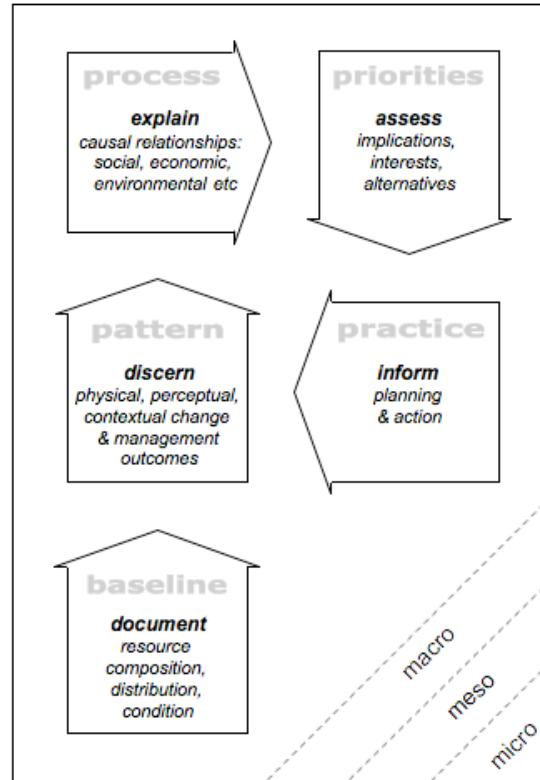 process
explain
causal relationships:
social, economic,
environmental etc
priorities
assess
implications,
interests,
alternatives
pattern
discern
physical, perceptual,
contextual change
& management
outcomes
practice
inform
planning
& action
baseline
document
resource
composition,
distribution,
condition
macro
meso
micro